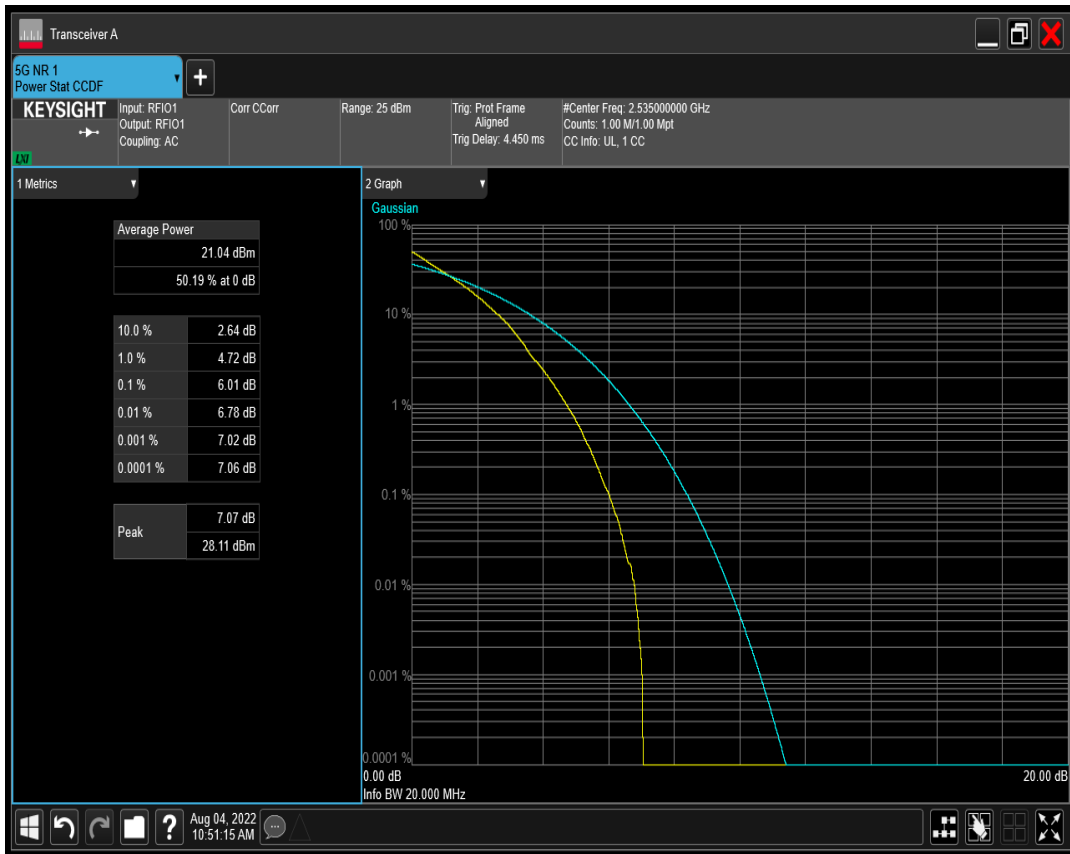 Transceiver A
5G NR 1
Power Stat CCDF
KEYSIGHT
LXI
Input: RFIO1
Output: RFIO1
Coupling: AC
Corr CCorr
Range: 25 dBm
Trig: Prot Frame
Aligned
Trig Delay: 4.450 ms
#Center Freq: 2.535000000 GHz
Counts: 1.00 M/1.00 Mpt
CC Info: UL, 1 CC
1 Metrics
Average Power
21.04 dBm
50.19 % at 0 dB
10.0 % 2.64 dB
1.0 % 4.72 dB
0.1 % 6.01 dB
0.01 % 6.78 dB
0.001 % 7.02 dB
0.0001 % 7.06 dB
Peak
7.07 dB
28.11 dBm
2 Graph
Gaussian
100 %
10 %
1 %
0.1 %
0.01 %
0.001 %
0.0001 %
0.00 dB 20.00 dB
Info BW 20.000 MHz
Aug 04, 2022
10:51:15 AM